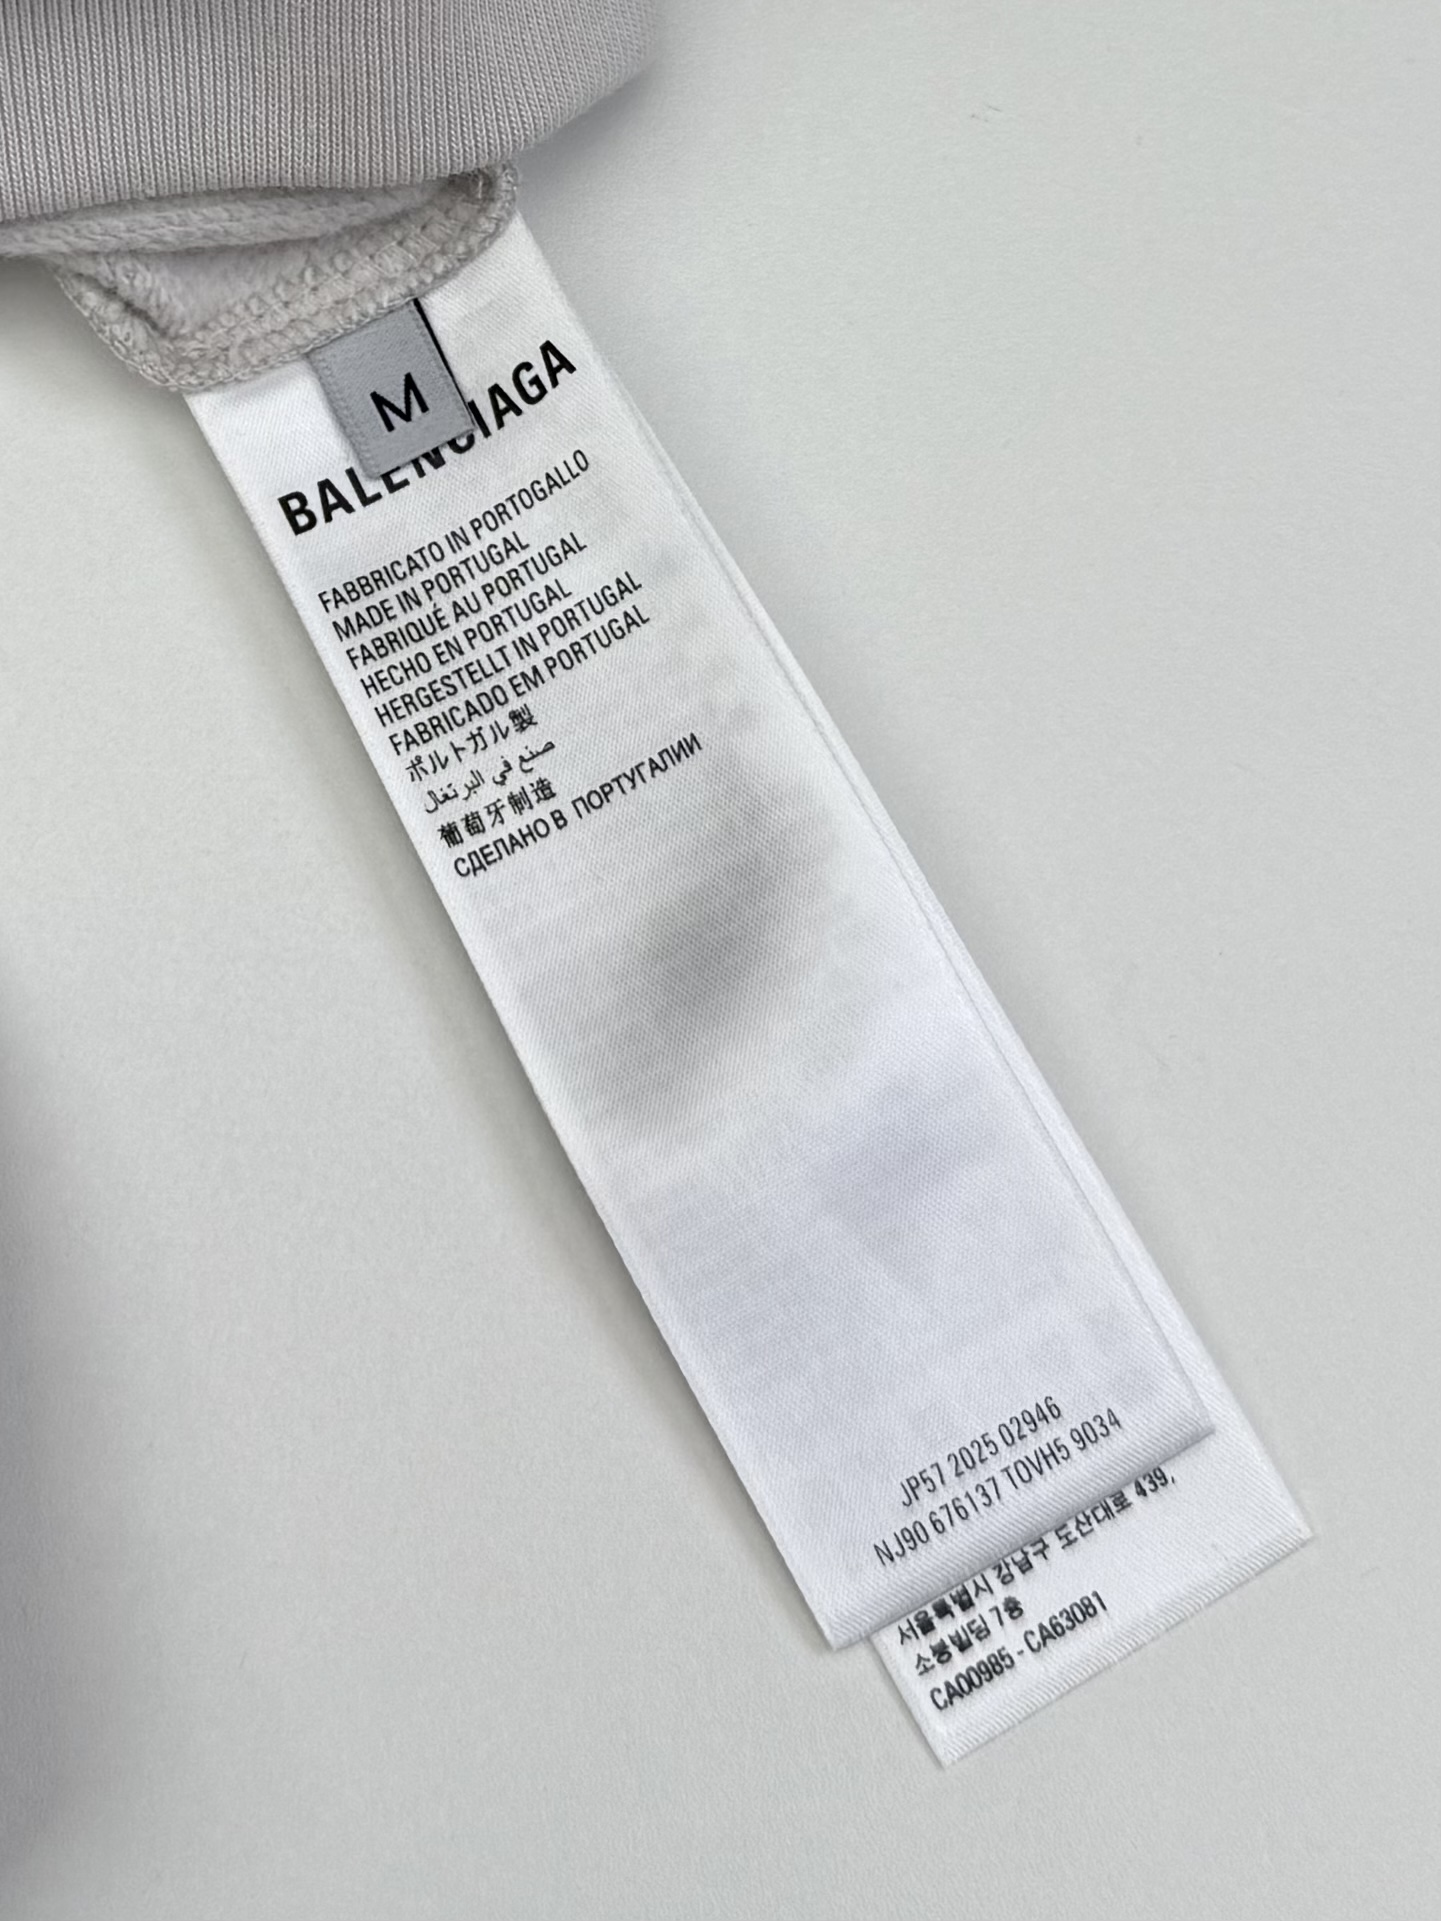 M
BALENCIAGA
FABBRICATO IN PORTOGALLO
MADE IN PORTUGAL
FABRIQUÉ AU PORTUGAL
HECHO EN PORTUGAL
HERGESTELLT IN PORTUGAL
FABRICADO EM PORTUGAL
ポルトガル製
صنع في البرتغال
葡萄牙制造
СДЕЛАНО В ПОРТУГАЛИИ
JP57 2025 02946
NJ90 676137 TOVH5 9034
서울특별시 강남구 도산대로 439,
소봉빌딩 7층
CA00985 - CA63081